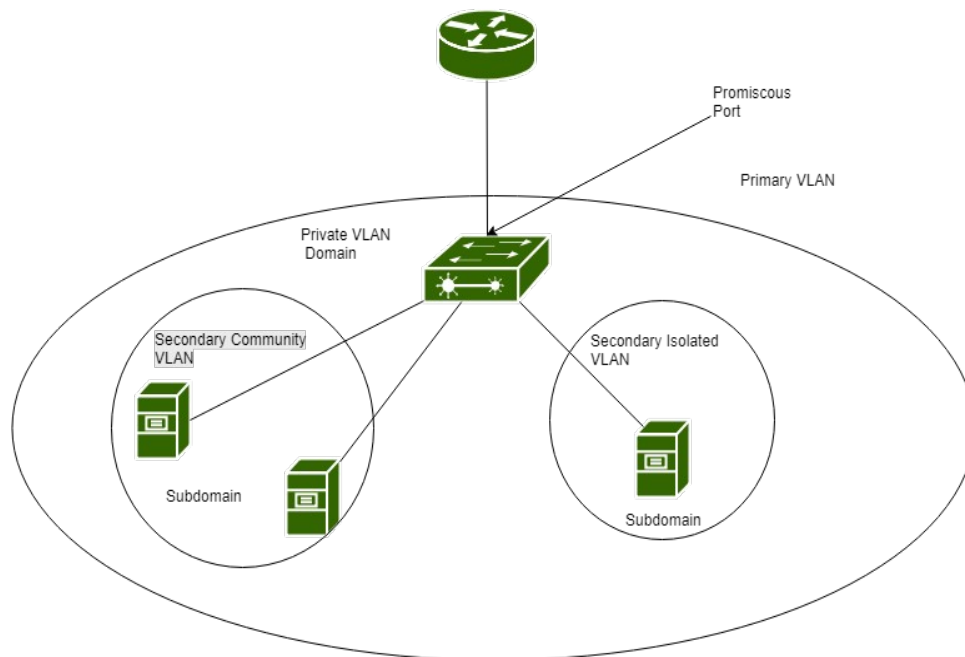 Promiscous
Port
Primary VLAN
Private VLAN
Domain
Secondary Community
VLAN
Secondary Isolated
VLAN
Subdomain
Subdomain